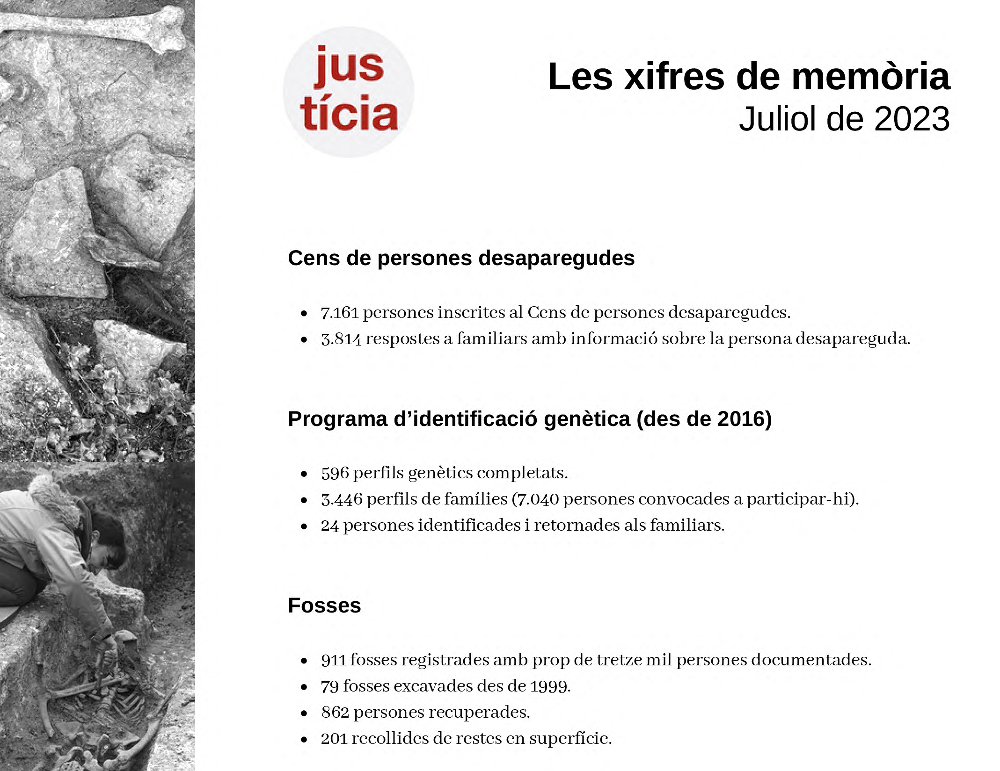 jus
tícia
Les xifres de memòria
Juliol de 2023
Cens de persones desaparegudes
• 7.161 persones inscrites al Cens de persones desaparegudes.
• 3.814 respostes a familiars amb informació sobre la persona desapareguda.
Programa d’identificació genètica (des de 2016)
• 596 perfils genètics completats.
• 3.446 perfils de famílies (7.040 persones convocades a participar-hi).
• 24 persones identificades i retornades als familiars.
Fosses
• 911 fosses registrades amb prop de tretze mil persones documentades.
• 79 fosses excavades des de 1999.
• 862 persones recuperades.
• 201 recollides de restes en superfície.